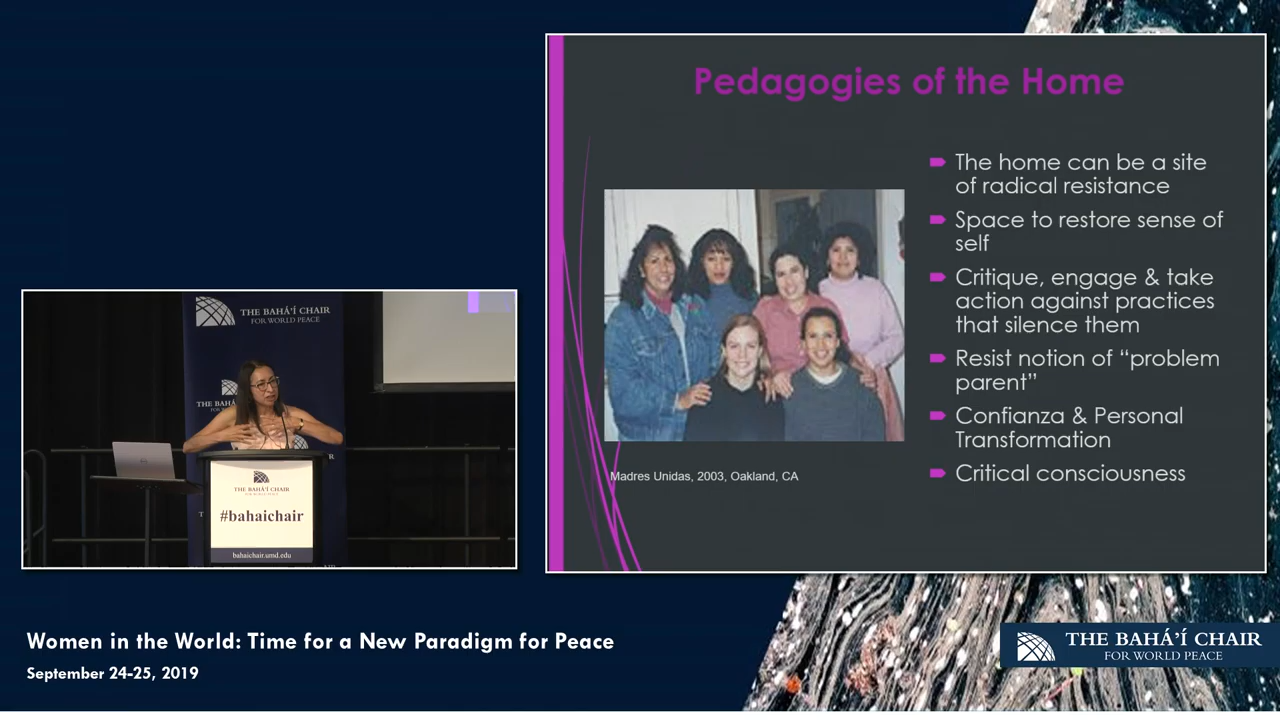 Pedagogies of the Home
The home can be a site
of radical resistance
Space to restore sense of
self
Critique, engage & take
action against practices
that silence them
Resist notion of “problem
parent”
Confianza & Personal
Transformation
Critical consciousness
Madres Unidas, 2003, Oakland, CA
THE BAHÁ’Í CHAIR
FOR WORLD PEACE
THE BAHÁ’Í CHAIR
FOR WORLD PEACE
#bahaichair
bahaichair.umd.edu
Women in the World: Time for a New Paradigm for Peace
September 24-25, 2019
THE BAHÁ’Í CHAIR
FOR WORLD PEACE